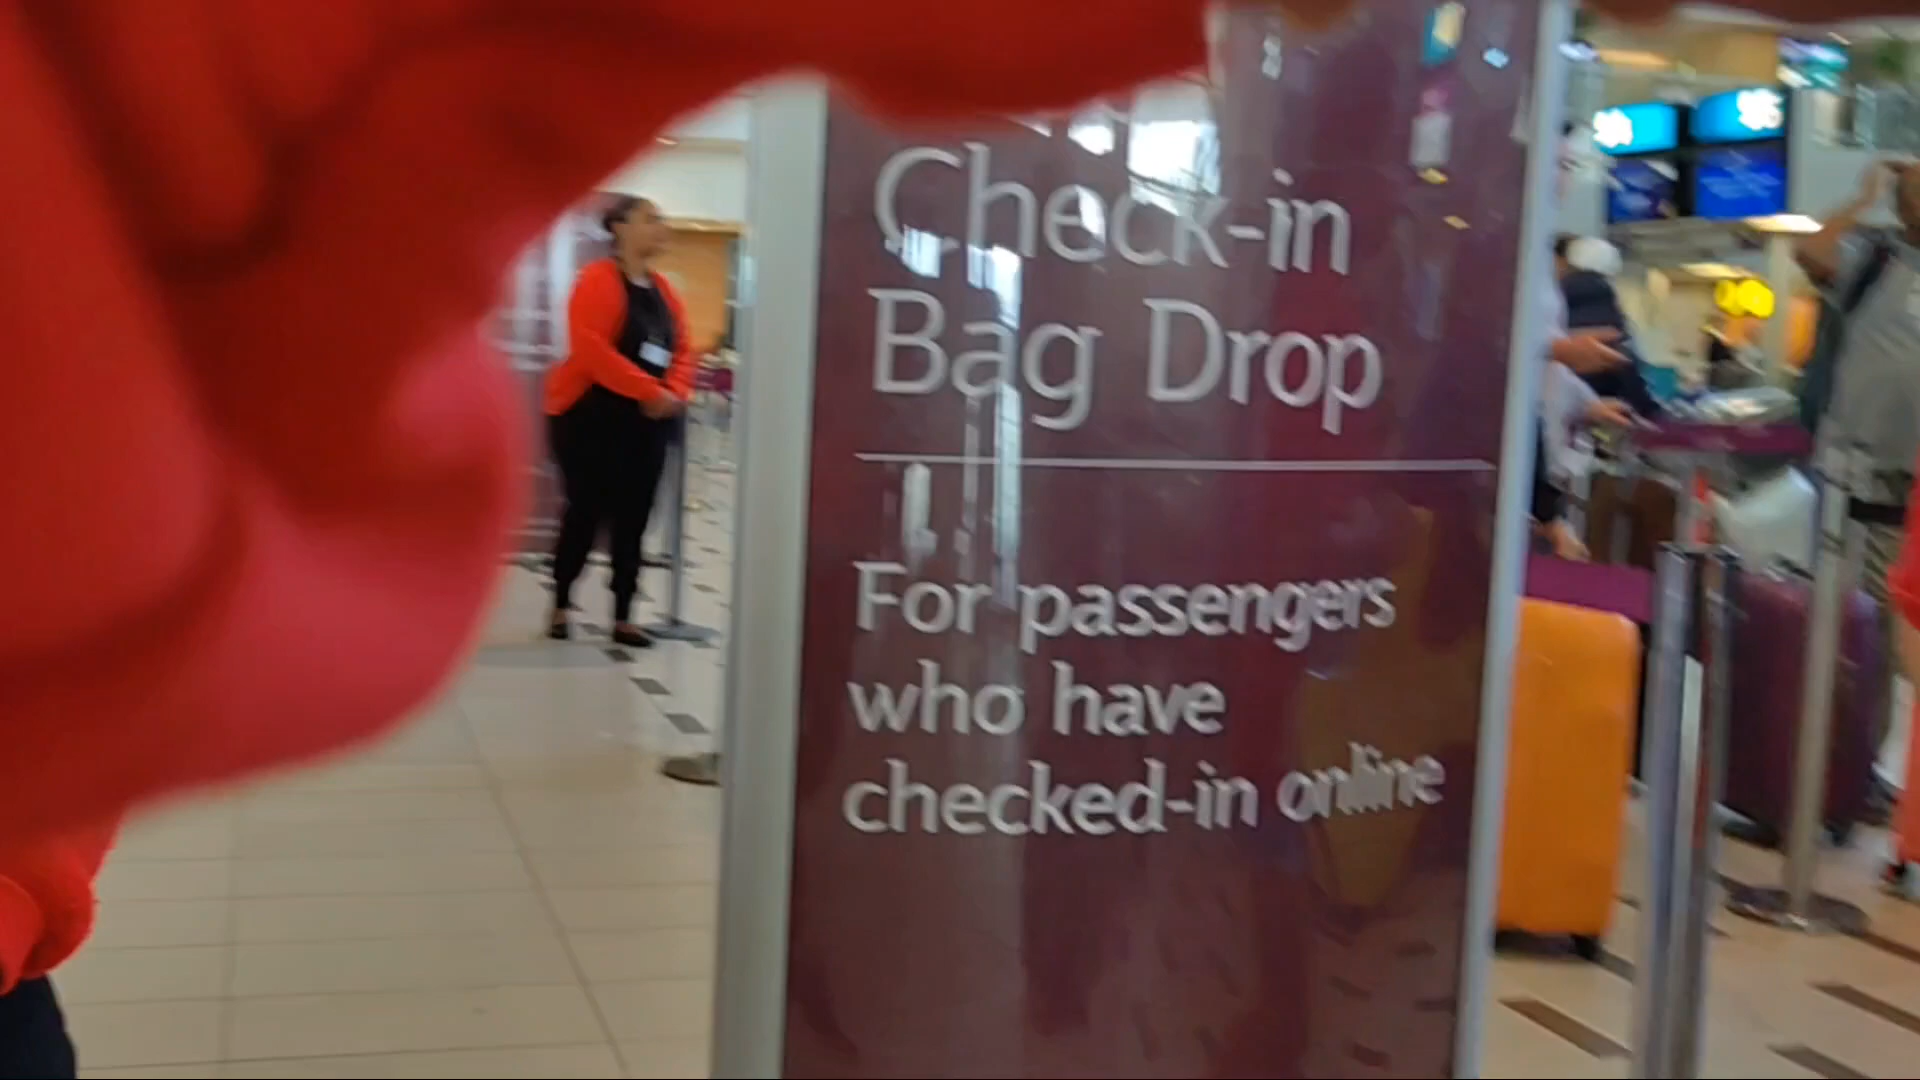 Check-in
Bag Drop
For passengers
who have
checked-in online